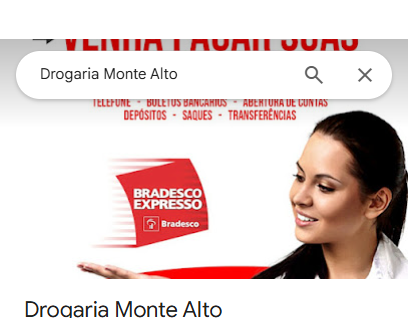 VENHA PAGAR SUAS
Drogaria Monte Alto
TELEFONE - BOLETOS BANCÁRIOS - ABERTURA DE CONTAS
DEPÓSITOS - SAQUES - TRANSFERÊNCIAS
BRADESCO
EXPRESSO
Bradesco
Drogaria Monte Alto